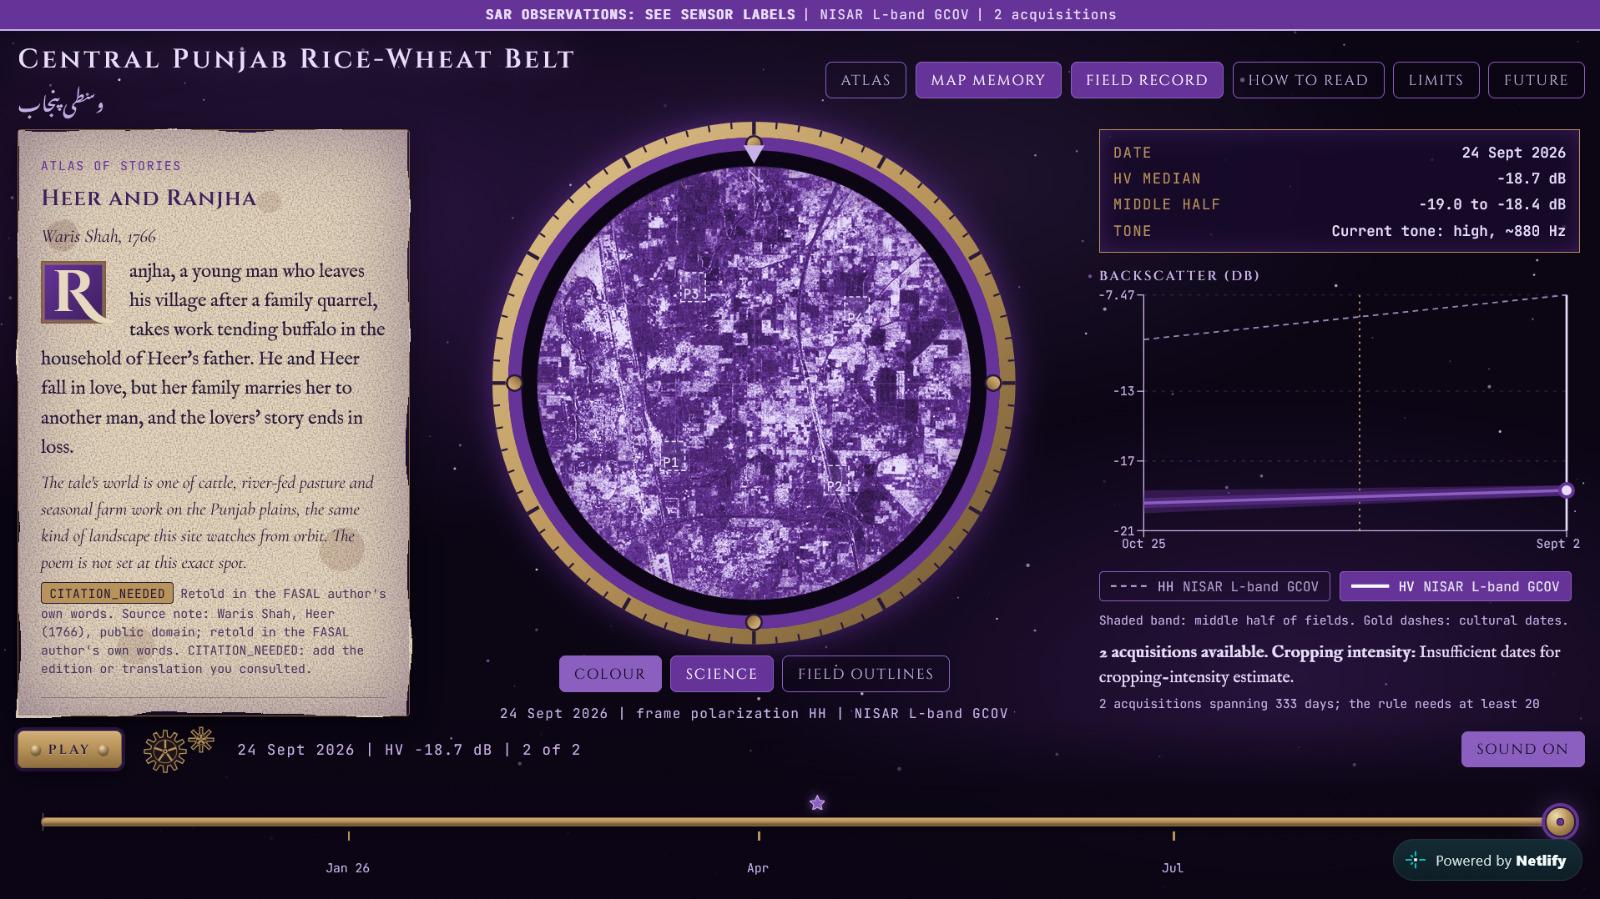 SAR OBSERVATIONS: SEE SENSOR LABELS | NISAR L-band GCOV | 2 acquisitions
Central Punjab Rice-Wheat Belt
وسطی پنجاب
ATLAS
MAP MEMORY
FIELD RECORD
HOW TO READ
LIMITS
FUTURE
ATLAS OF STORIES
Heer and Ranjha
Waris Shah, 1766
Ranjha, a young man who leaves
his village after a family quarrel,
takes work tending buffalo in the
household of Heer's father. He and Heer
fall in love, but her family marries her to
another man, and the lovers' story ends in
loss.
The tale's world is one of cattle, river-fed pasture and
seasonal farm work on the Punjab plains, the same
kind of landscape this site watches from orbit. The
poem is not set at this exact spot.
CITATION_NEEDED Retold in the FASAL author's
own words. Source note: Waris Shah, Heer
(1766), public domain; retold in the FASAL
author's own words. CITATION_NEEDED: add the
edition or translation you consulted.
N
P3
P4
P1
P2
COLOUR
SCIENCE
FIELD OUTLINES
24 Sept 2026 | frame polarization HH | NISAR L-band GCOV
DATE 24 Sept 2026
HV MEDIAN -18.7 dB
MIDDLE HALF -19.0 to -18.4 dB
TONE Current tone: high, ~880 Hz
BACKSCATTER (DB)
-7.47
-13
-17
-21
Oct 25
Sept 2
HH NISAR L-band GCOV
HV NISAR L-band GCOV
Shaded band: middle half of fields. Gold dashes: cultural dates.
2 acquisitions available. Cropping intensity: Insufficient dates for
cropping-intensity estimate.
2 acquisitions spanning 333 days; the rule needs at least 20
PLAY
24 Sept 2026 | HV -18.7 dB | 2 of 2
SOUND ON
Jan 26
Apr
Jul
Powered by Netlify